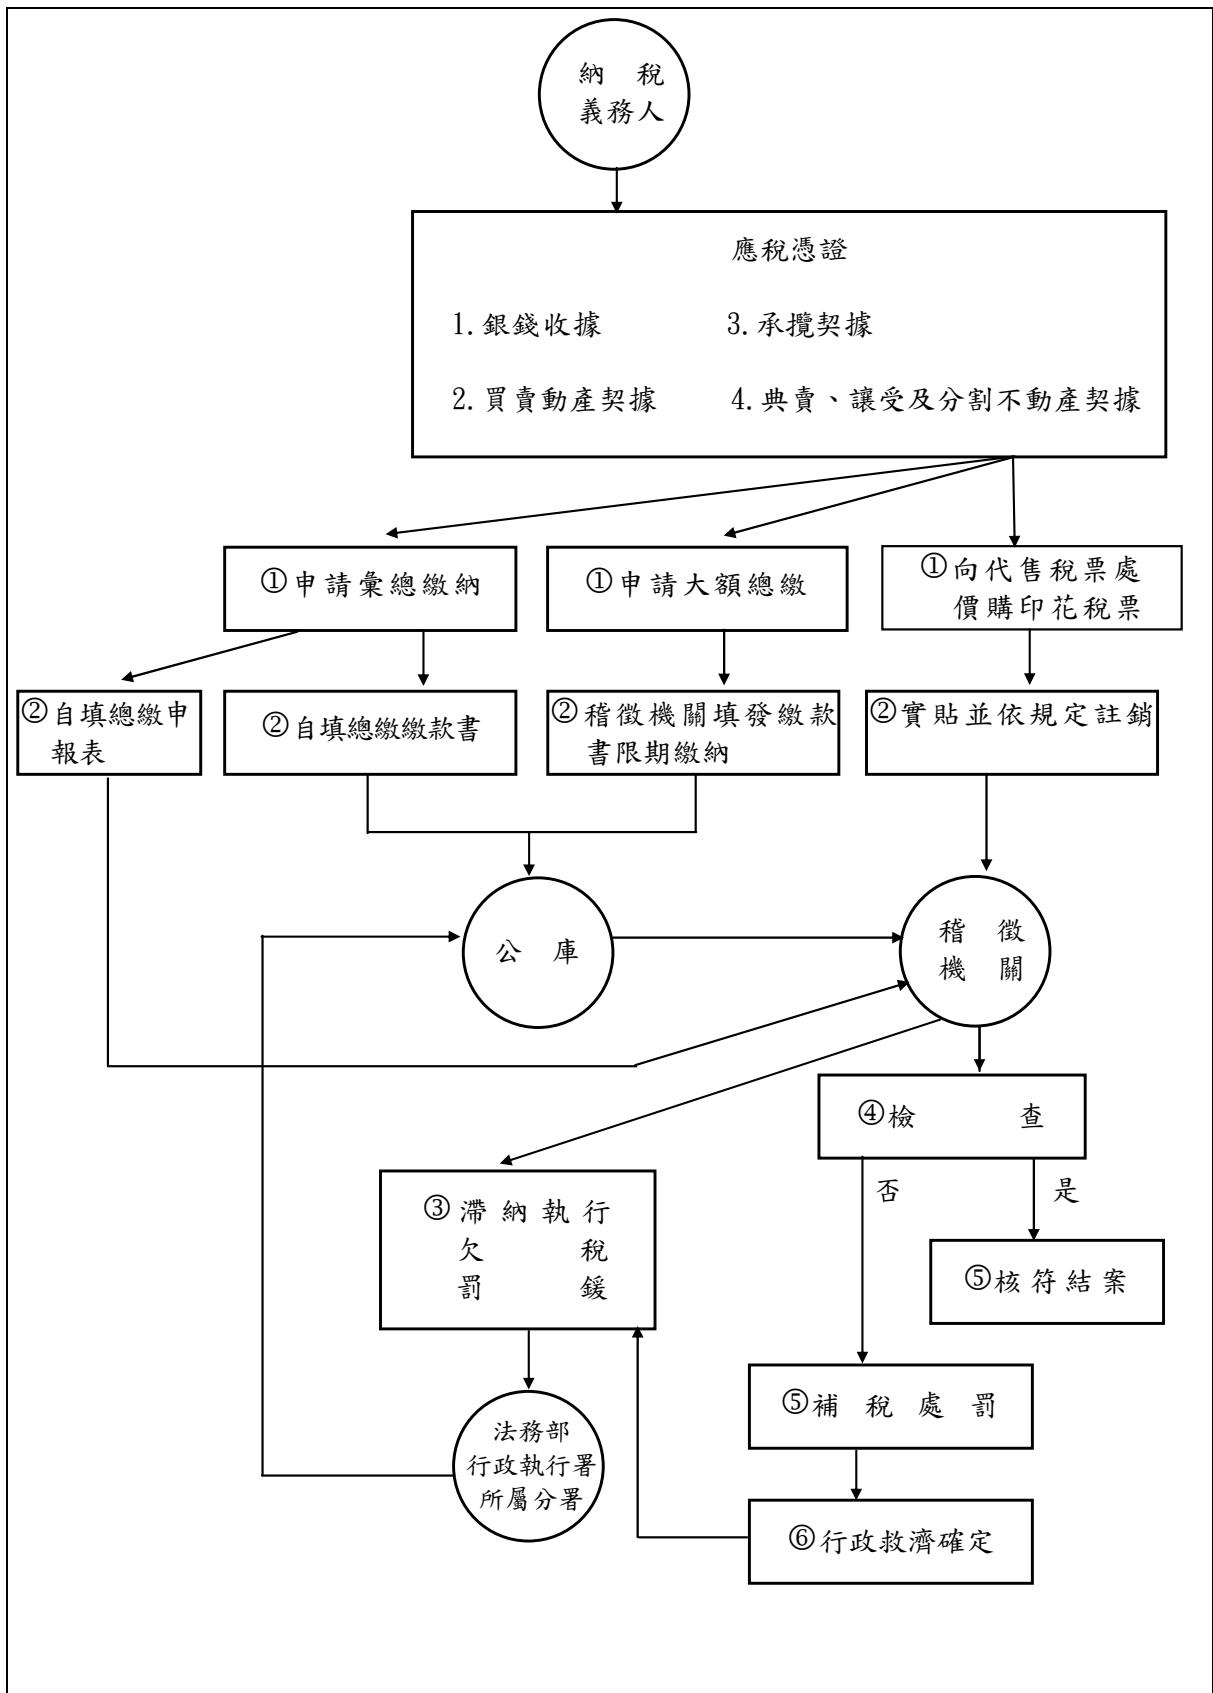 納 稅
義務人
應稅憑證
1.銀錢收據 3.承攬契據
2.買賣動產契據 4.典賣、讓受及分割不動產契據
①申請彙總繳納
①申請大額總繳
①向代售稅票處
價購印花稅票
②自填總繳申
報表
②自填總繳繳款書
②稽徵機關填發繳款
書限期繳納
②實貼並依規定註銷
公 庫
稽 徵
機 關
④檢 查
否
是
③滯納執行
欠 稅
罰 鍰
⑤核符結案
⑤補稅處罰
法務部
行政執行署
所屬分署
⑥行政救濟確定